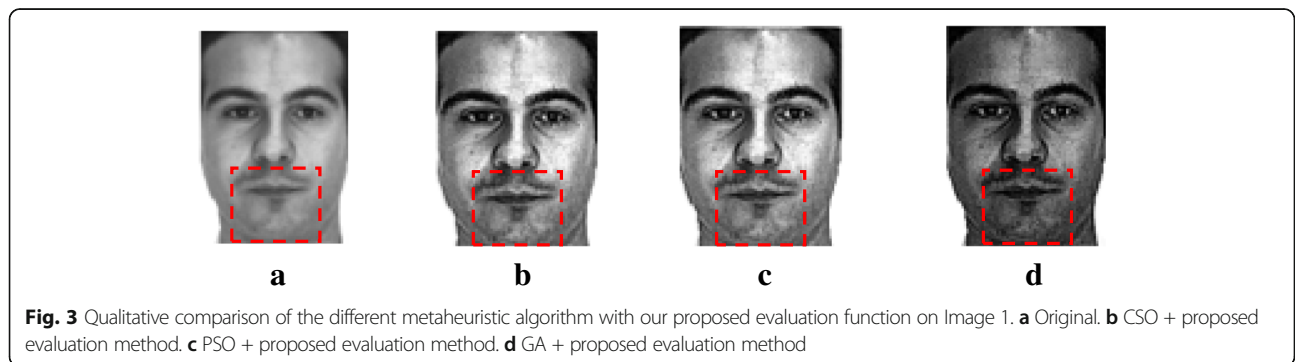 a b c d
Fig. 3 Qualitative comparison of the different metaheuristic algorithm with our proposed evaluation function on Image 1. a Original. b CSO + proposed
evaluation method. c PSO + proposed evaluation method. d GA + proposed evaluation method